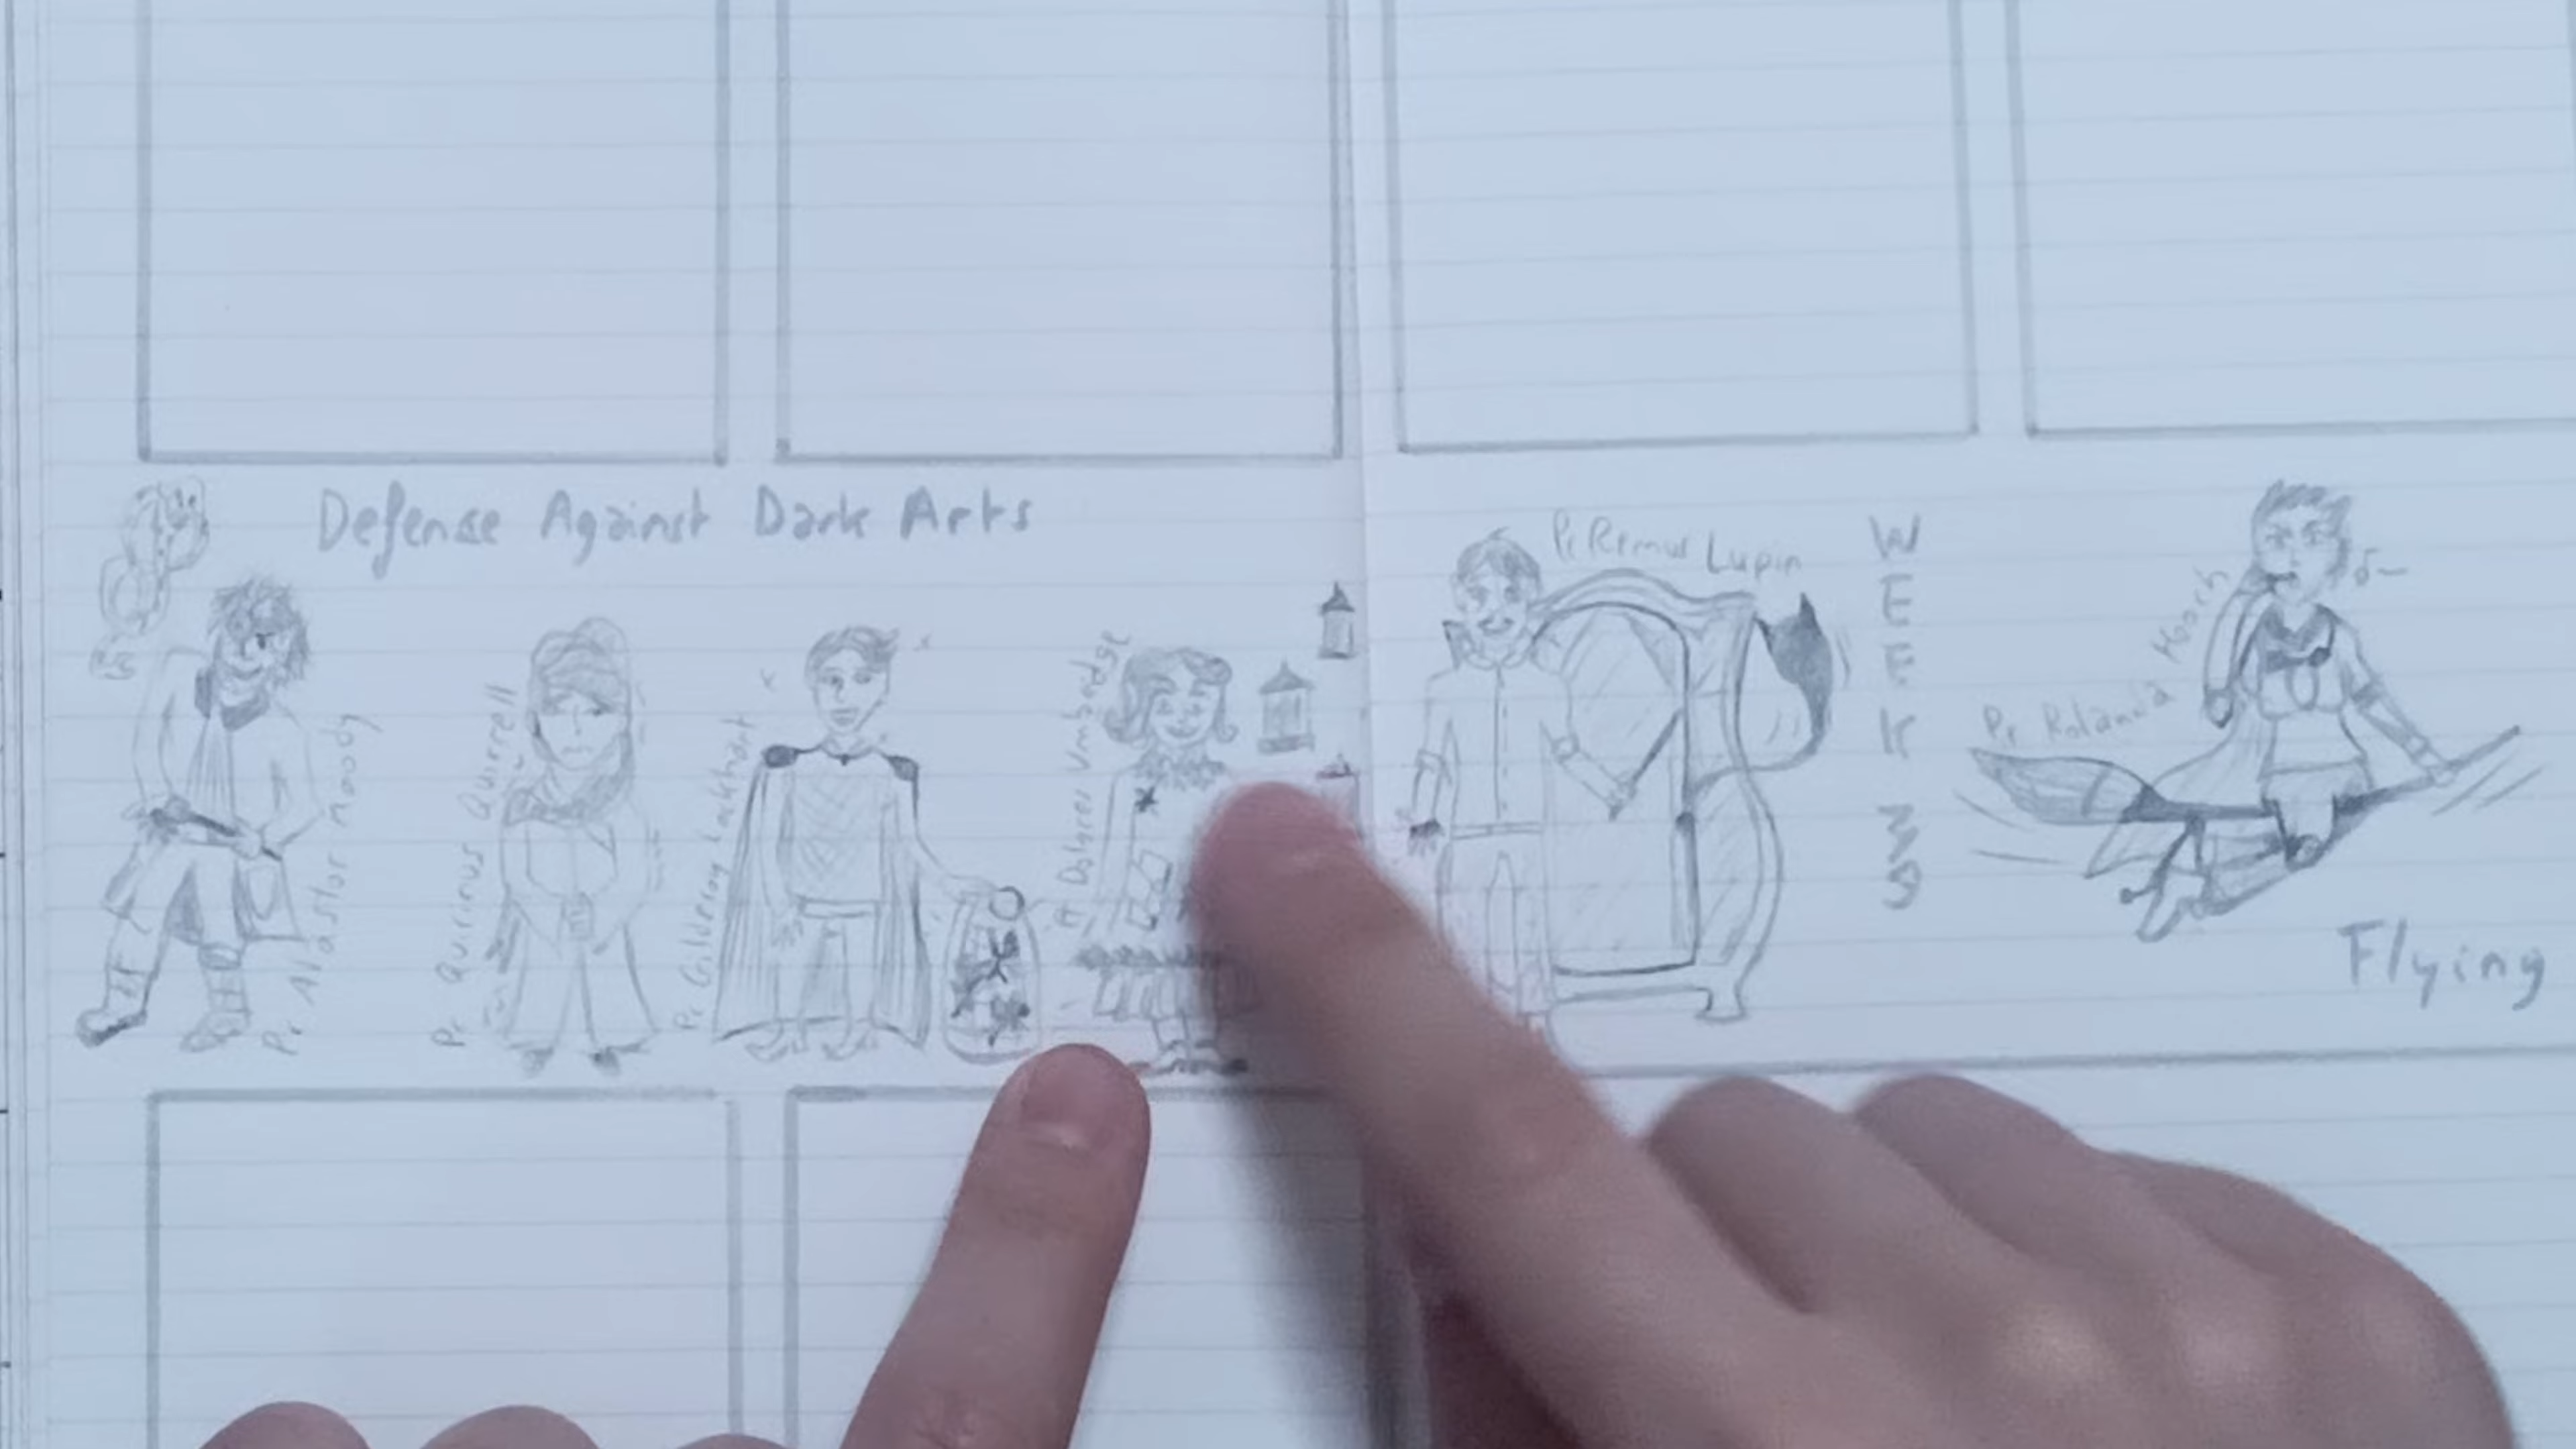 Defense Against Dark Arts
Pr Alastor Moody
Pr Quirinus Quirrell
Pr Gilderoy Lockhart
Pr Dolores Umbridge
Pr Remus Lupin
WEEK
39
Pr Rolanda Hooch
Flying